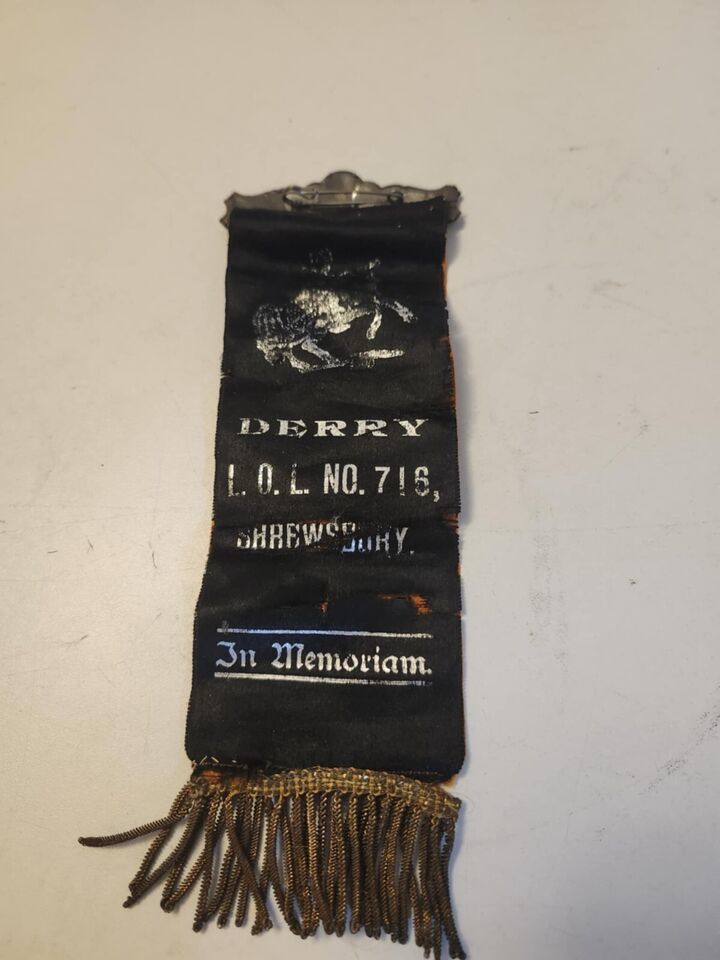 DERRY
L. O. L. NO. 716,
SHREWSBURY.
In Memoriam.